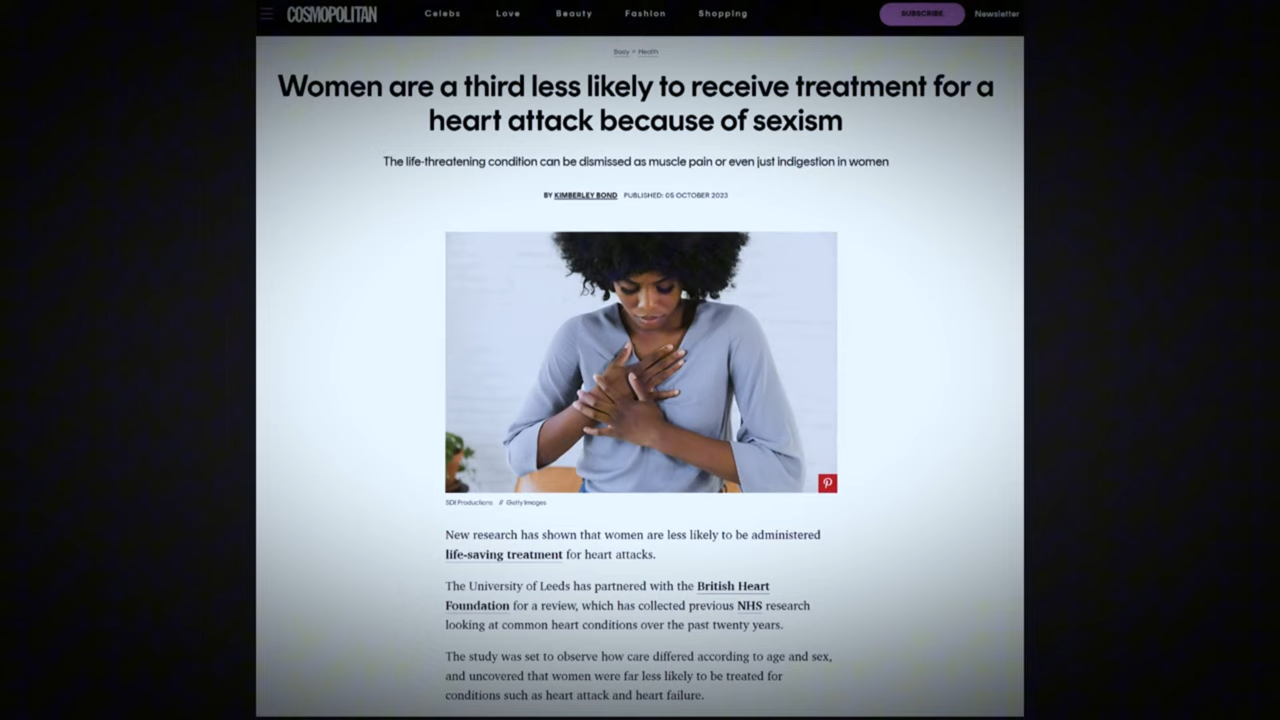 COSMOPOLITAN
Celebs
Love
Beauty
Fashion
Shopping
SUBSCRIBE
Newsletter
Body > Health
Women are a third less likely to receive treatment for a
heart attack because of sexism
The life-threatening condition can be dismissed as muscle pain or even just indigestion in women
BY KIMBERLEY BOND PUBLISHED: 05 OCTOBER 2023
SDI Productions // Getty Images
New research has shown that women are less likely to be administered
life-saving treatment for heart attacks.
The University of Leeds has partnered with the British Heart
Foundation for a review, which has collected previous NHS research
looking at common heart conditions over the past twenty years.
The study was set to observe how care differed according to age and sex,
and uncovered that women were far less likely to be treated for
conditions such as heart attack and heart failure.